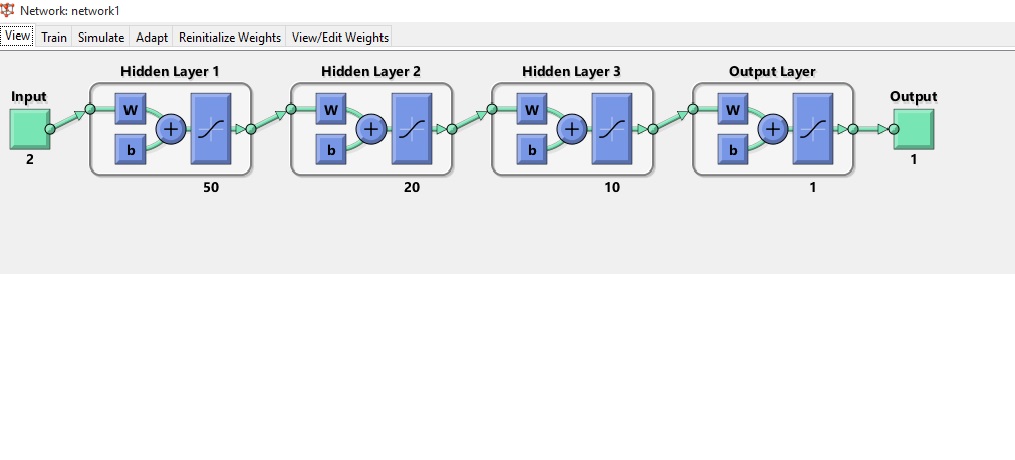 Network: network1
View Train Simulate Adapt Reinitialize Weights View/Edit Weights
Hidden Layer 1 Hidden Layer 2 Hidden Layer 3 Output Layer
Input Output
W W W W
b b b b
2 1
50 20 10 1